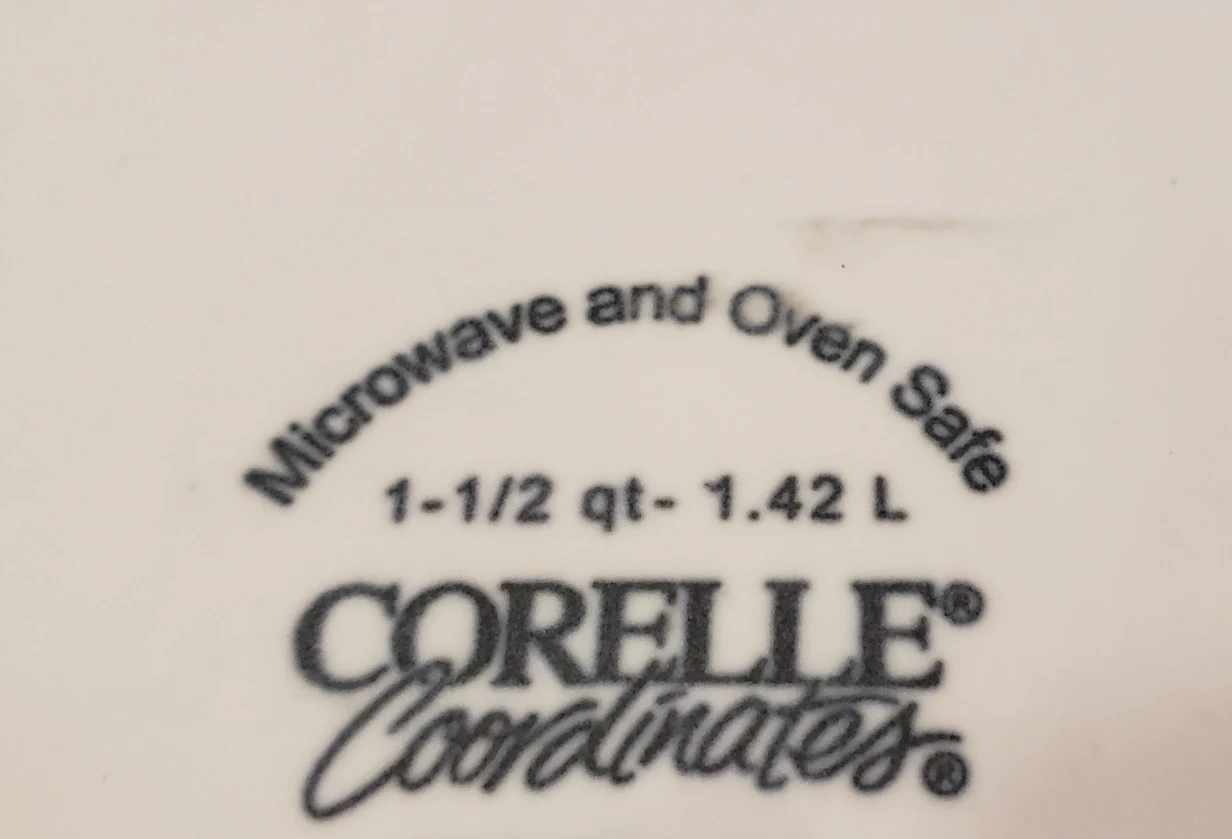 Microwave and Oven Safe
1-1/2 qt- 1.42 L
CORELLE®
Coordinates®